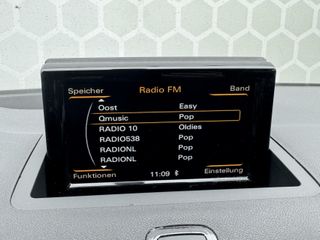 Speicher Radio FM Band
Oost Easy
Qmusic Pop
RADIO 10 Oldies
RADIO538 Pop
RADIONL Pop
RADIONL Pop
Funktionen 11:09 Einstellung